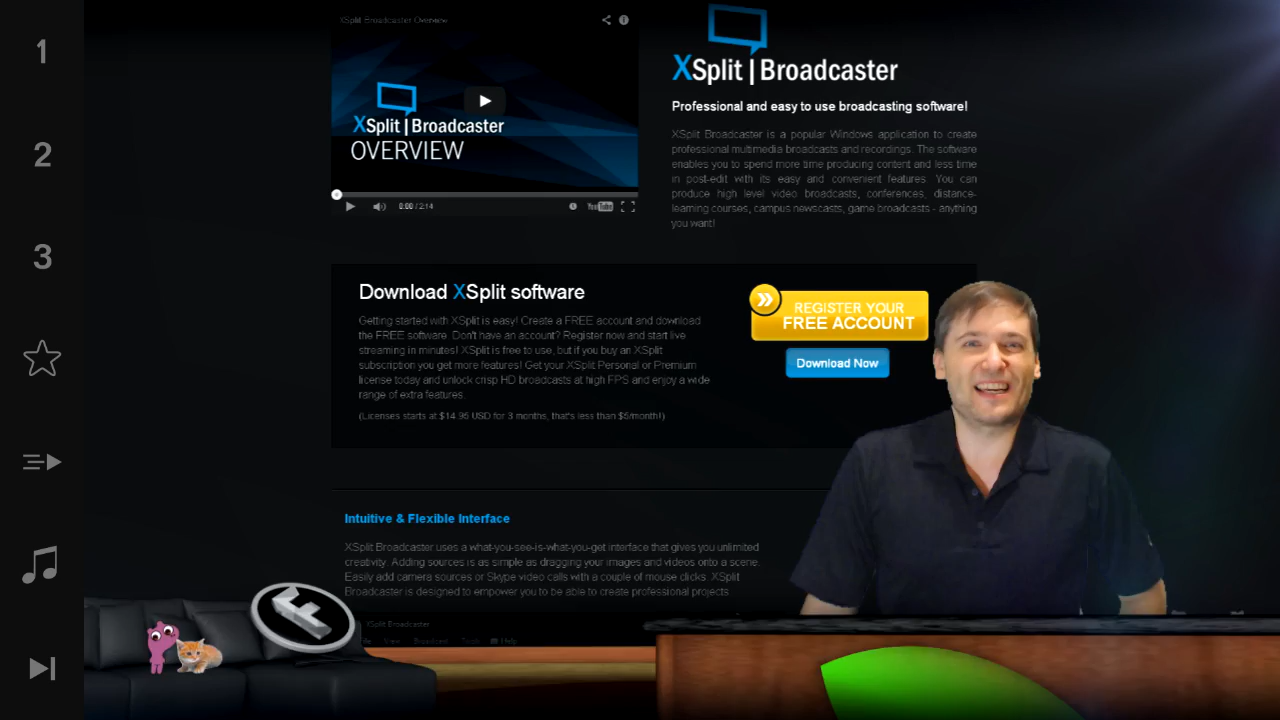 1
2
3
XSplit Broadcaster Overview
XSplit | Broadcaster
OVERVIEW
0:00 / 2:14
YouTube
XSplit | Broadcaster
Professional and easy to use broadcasting software!
XSplit Broadcaster is a popular Windows application to create
professional multimedia broadcasts and recordings. The software
enables you to spend more time producing content and less time
in post-edit with its easy and convenient features. You can
produce high level video broadcasts, conferences, distance-
learning courses, campus newscasts, game broadcasts - anything
you want!
Download XSplit software
Getting started with XSplit is easy! Create a FREE account and download
the FREE software. Don't have an account? Register now and start live
streaming in minutes! XSplit is free to use, but if you buy an XSplit
subscription you get more features! Get your XSplit Personal or Premium
license today and unlock crisp HD broadcasts at high FPS and enjoy a wide
range of extra features.
(Licenses starts at $14.95 USD for 3 months, that's less than $5/month!)
REGISTER YOUR
FREE ACCOUNT
Download Now
Intuitive & Flexible Interface
XSplit Broadcaster uses a what-you-see-is-what-you-get interface that gives you unlimited
creativity. Adding sources is as simple as dragging your images and videos onto a scene.
Easily add camera sources or Skype video calls with a couple of mouse clicks. XSplit
Broadcaster is designed to empower you to be able to create professional projects
XSplit Broadcaster
View Broadcast Tools Help
F